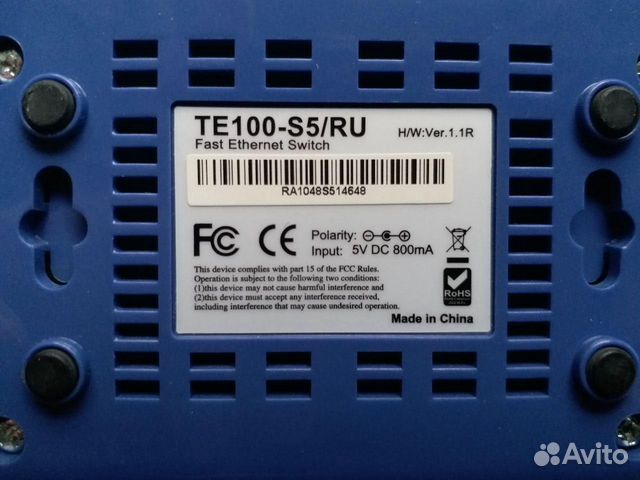 TE100-S5/RU
H/W:Ver.1.1R
Fast Ethernet Switch
RA1048S514648
FC CE
Polarity:
Input: 5V DC 800mA
This device complies with part 15 of the FCC Rules.
Operation is subject to the following two conditions:
(1)this device may not cause harmful interference and
(2)this device must accept any interference received,
including interference that may cause undesired operation.
RoHS
Made in China
Avito